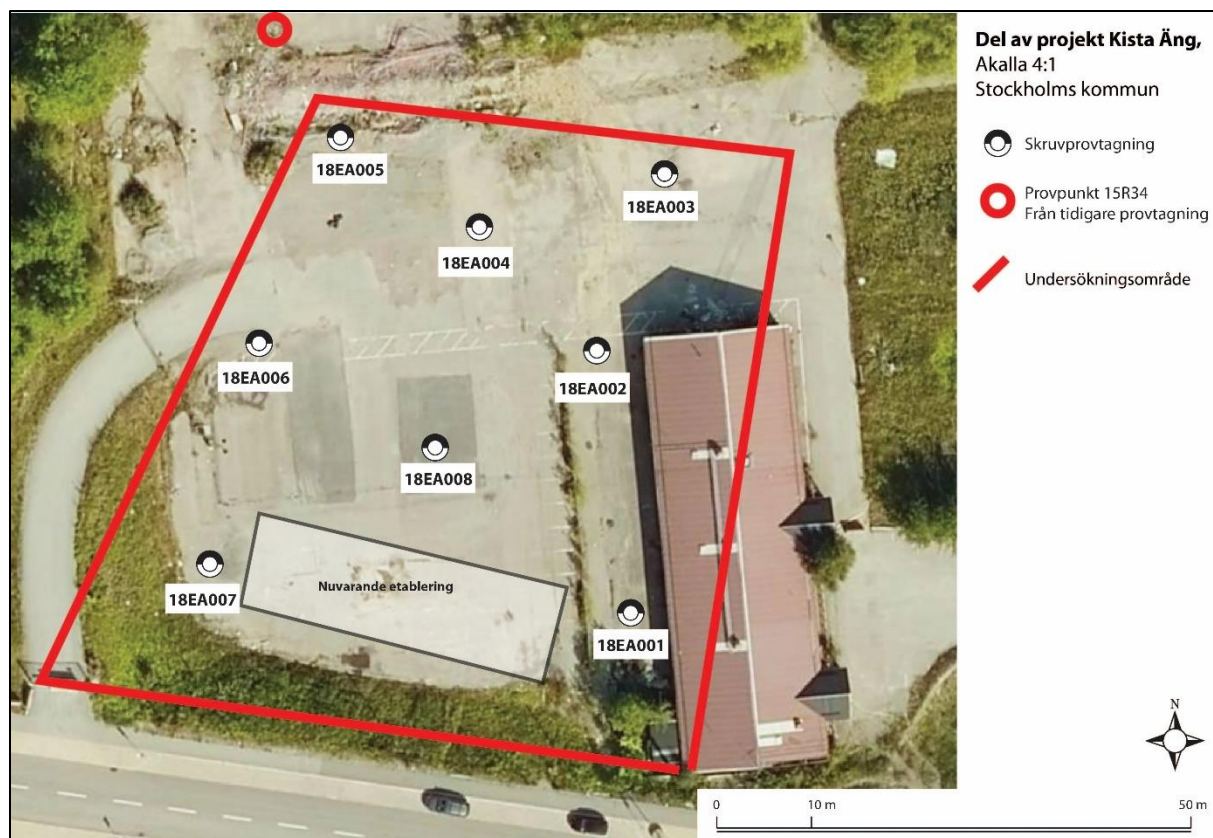 Del av projekt Kista Äng,
Akalla 4:1
Stockholms kommun
Skruvprovtagning
Provpunkt 15R34
Från tidigare provtagning
Undersökningsområde
18EA005
18EA003
18EA004
18EA006
18EA002
18EA008
18EA007
Nuvarande etablering
18EA001
N
0
10 m
50 m